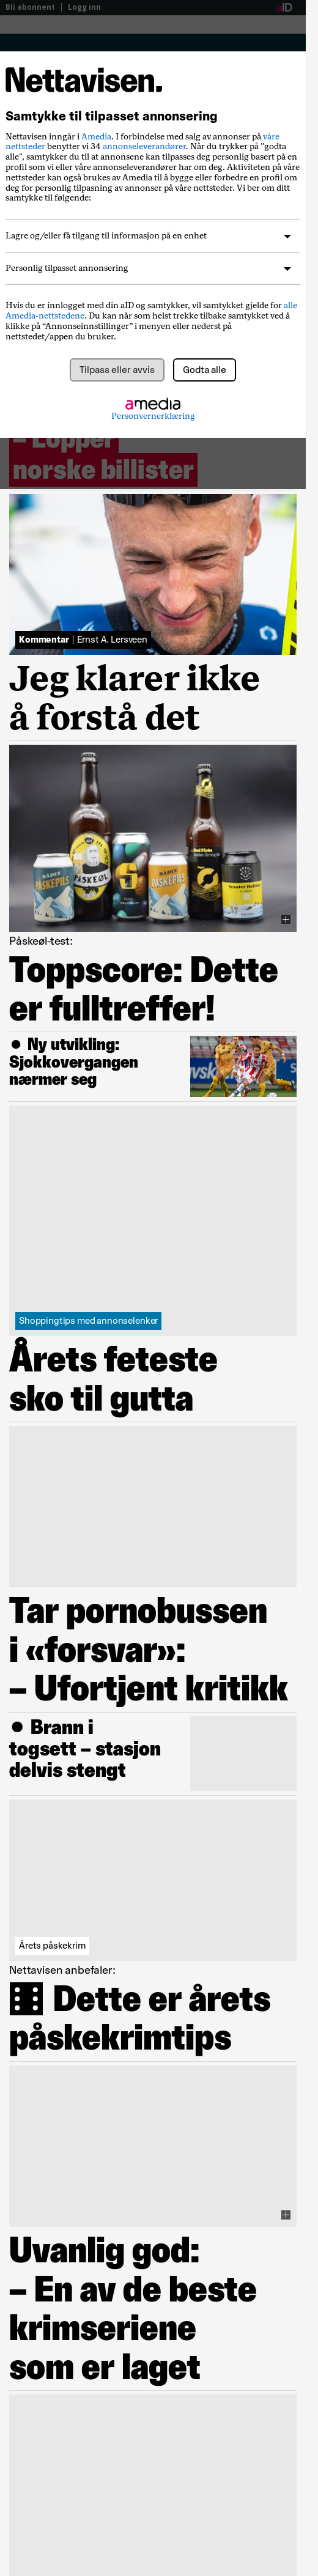 Bli abonnent | Logg inn
aID
Nettavisen.
Samtykke til tilpasset annonsering
Nettavisen inngår i Amedia. I forbindelse med salg av annonser på våre
nettsteder benytter vi 34 annonseleverandører. Når du trykker på "godta
alle", samtykker du til at annonsene kan tilpasses deg personlig basert på en
profil som vi eller våre annonseleverandører har om deg. Aktiviteten på våre
nettsteder kan også brukes av Amedia til å bygge eller forbedre en profil om
deg for personlig tilpasning av annonser på våre nettsteder. Vi ber om ditt
samtykke til følgende:
Lagre og/eller få tilgang til informasjon på en enhet
Personlig tilpasset annonsering
Hvis du er innlogget med din aID og samtykker, vil samtykket gjelde for alle
Amedia-nettstedene. Du kan når som helst trekke tilbake samtykket ved å
klikke på “Annonseinnstillinger” i menyen eller nederst på
nettstedet/appen du bruker.
Tilpass eller avvis
Godta alle
amedia
Personvernerklæring
– Lopper
norske billister
Kommentar | Ernst A. Lersveen
Jeg klarer ikke
å forstå det
PÅSKEPILS
PÅSKEØL
PÅSKEPILS
Påskeøl-test:
Toppscore: Dette
er fulltreffer!
● Ny utvikling:
Sjokkovergangen
nærmer seg
Shoppingtips med annonselenker
Årets feteste
sko til gutta
Tar pornobussen
i «forsvar»:
– Ufortjent kritikk
● Brann i
togsett – stasjon
delvis stengt
Årets påskekrim
Nettavisen anbefaler:
Dette er årets
påskekrimtips
Uvanlig god:
– En av de beste
krimseriene
som er laget